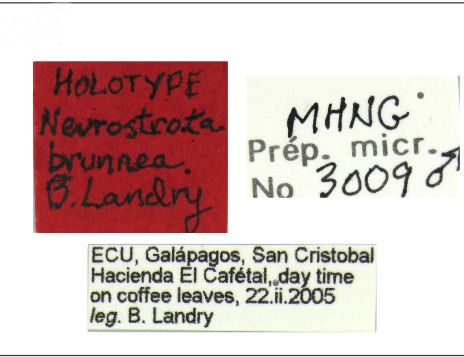 HOLOTYPE
Neurostrota
brunnea.
B. Landry
MHNG
Prép. micr.
No 3009 ♂
ECU, Galápagos, San Cristobal
Hacienda El Cafétal, day time
on coffee leaves, 22.ii.2005
leg. B. Landry